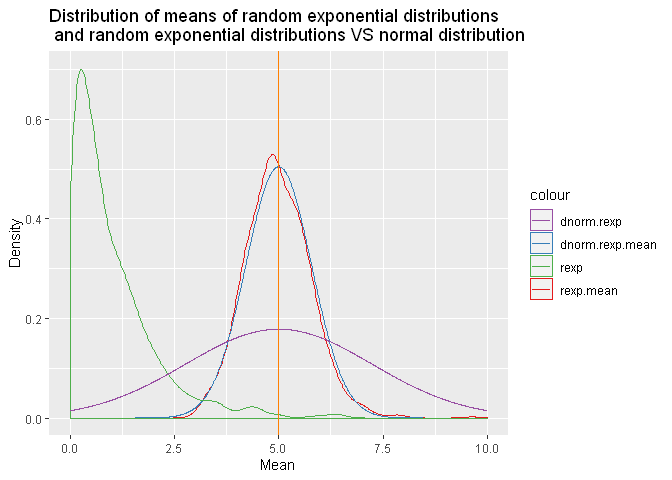 Distribution of means of random exponential distributions
and random exponential distributions VS normal distribution
Density
0.6
0.4
0.2
0.0
0.0 2.5 5.0 7.5 10.0
Mean
colour
dnorm.rexp
dnorm.rexp.mean
rexp
rexp.mean